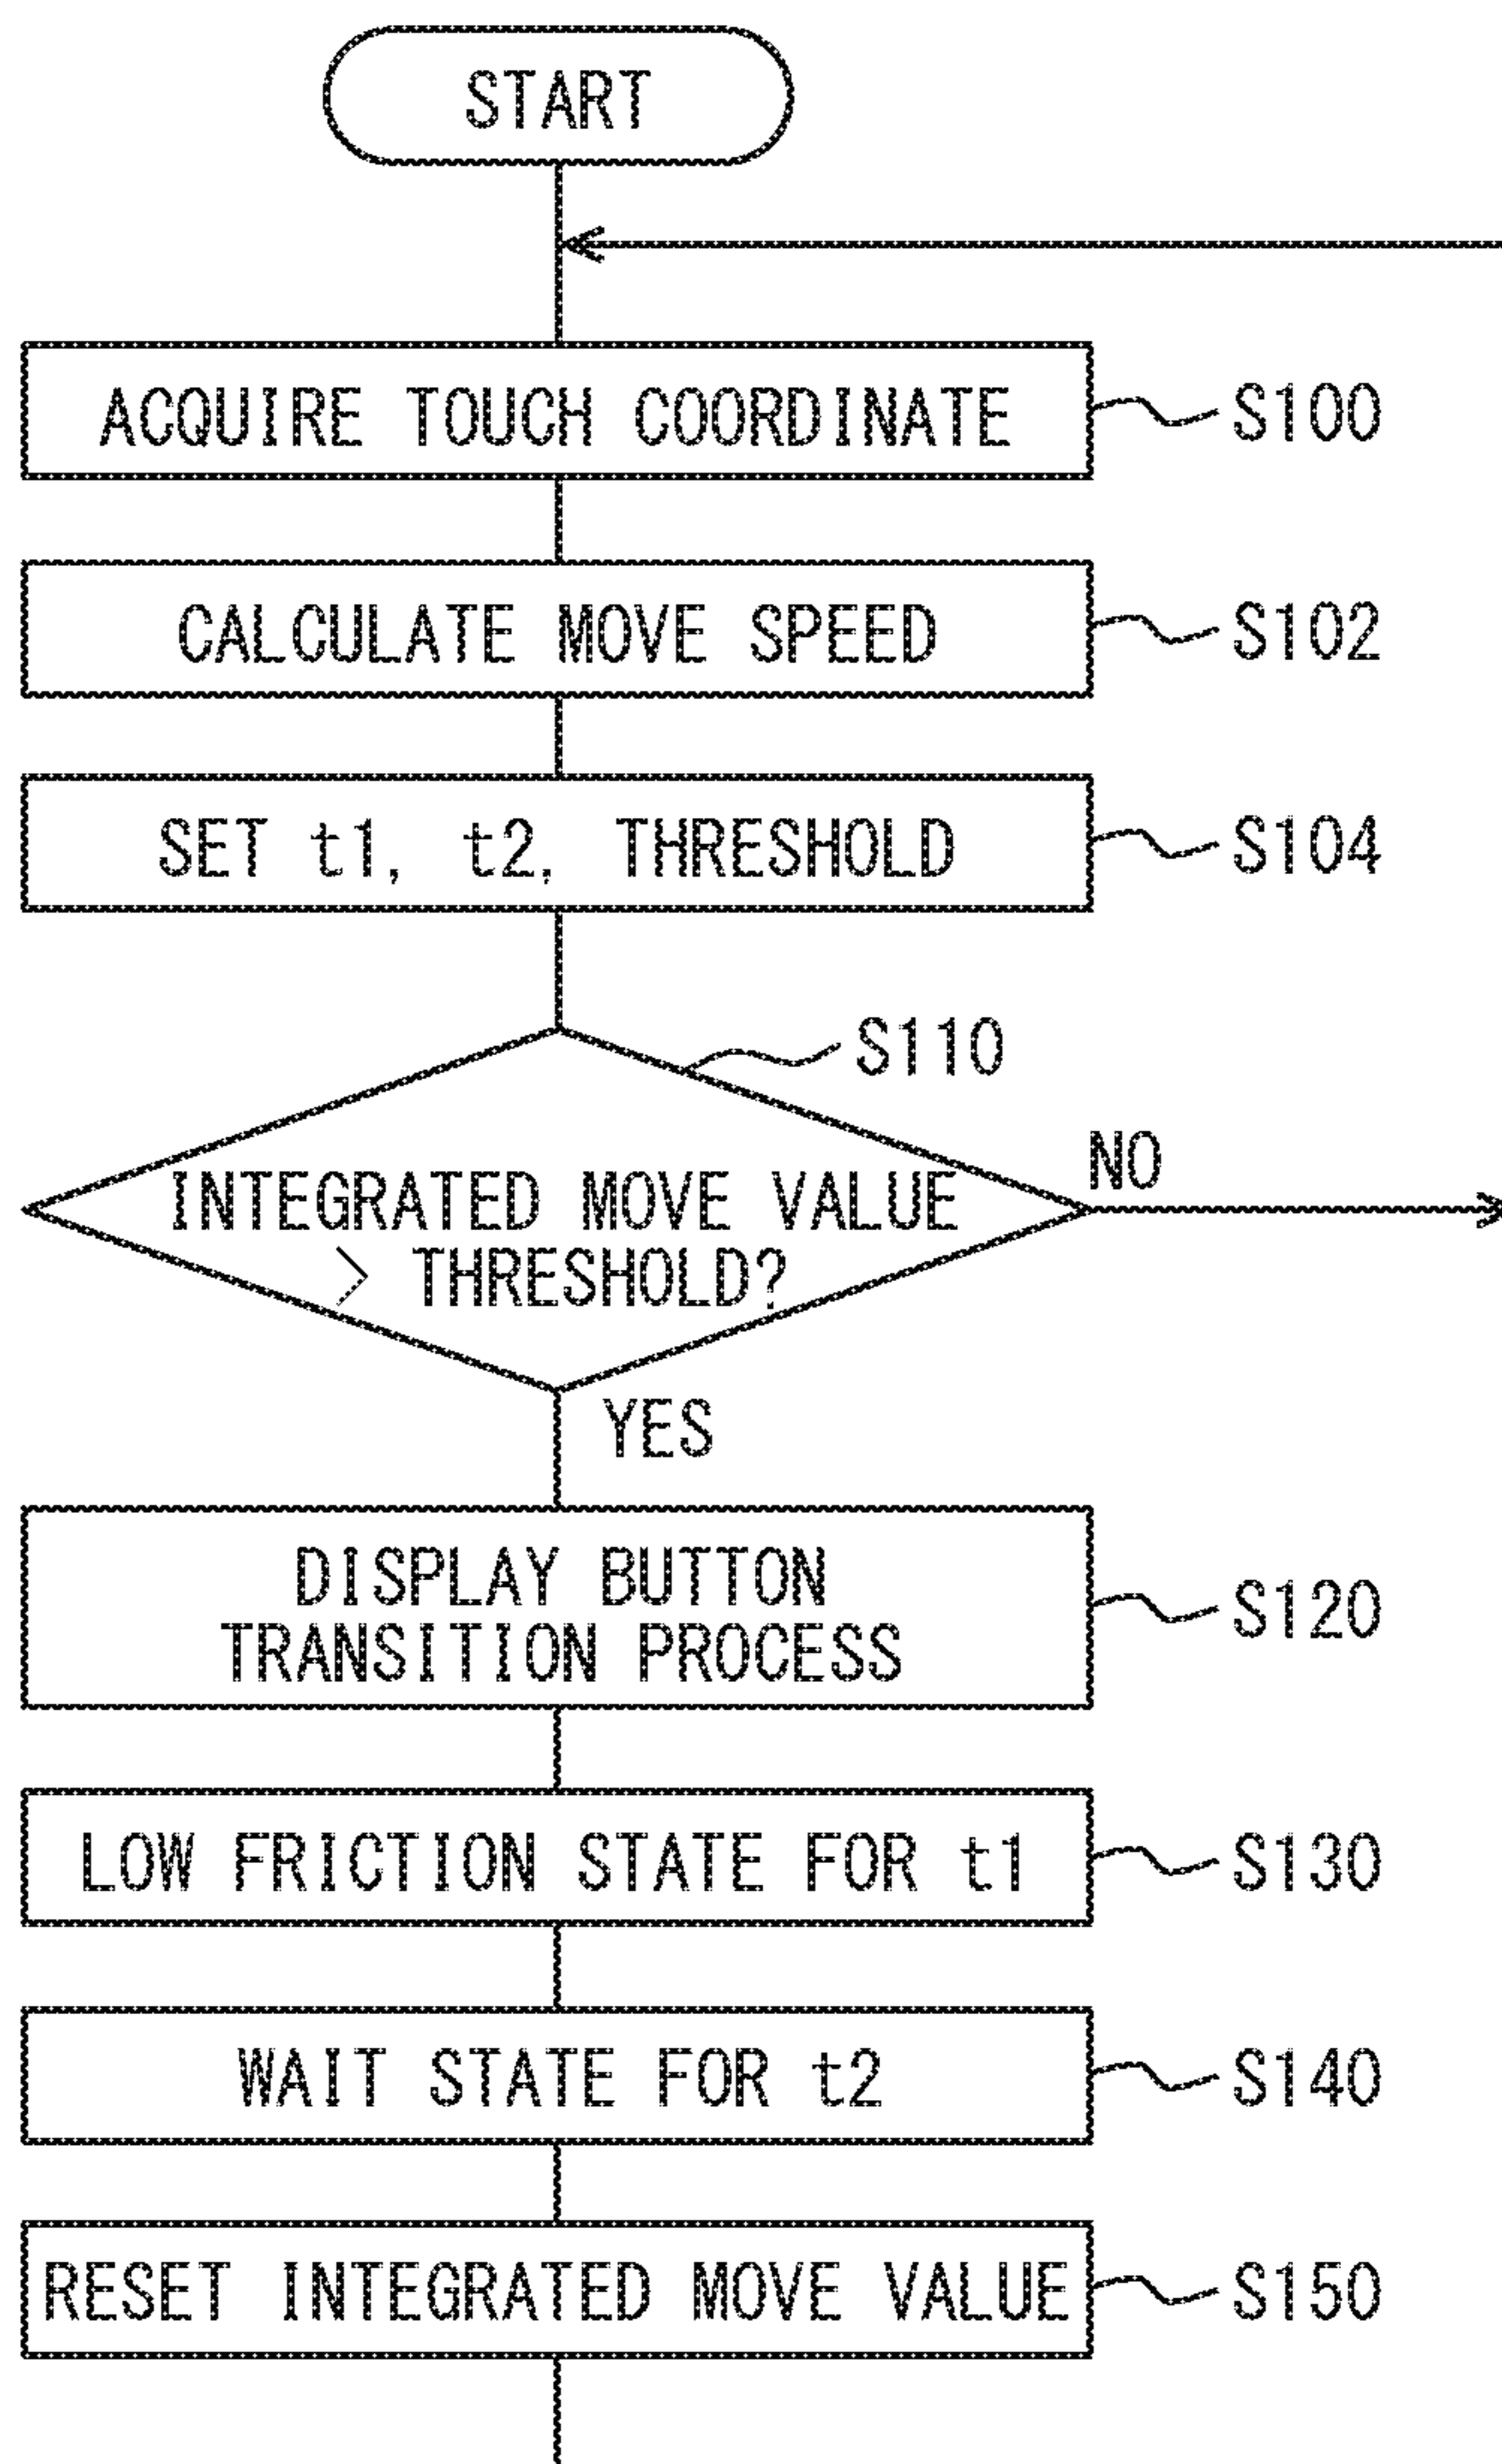 START
ACQUIRE TOUCH COORDINATE
S100
CALCULATE MOVE SPEED
S102
SET t1, t2, THRESHOLD
S104
S110
INTEGRATED MOVE VALUE
> THRESHOLD?
NO
YES
DISPLAY BUTTON
TRANSITION PROCESS
S120
LOW FRICTION STATE FOR t1
S130
WAIT STATE FOR t2
S140
RESET INTEGRATED MOVE VALUE
S150